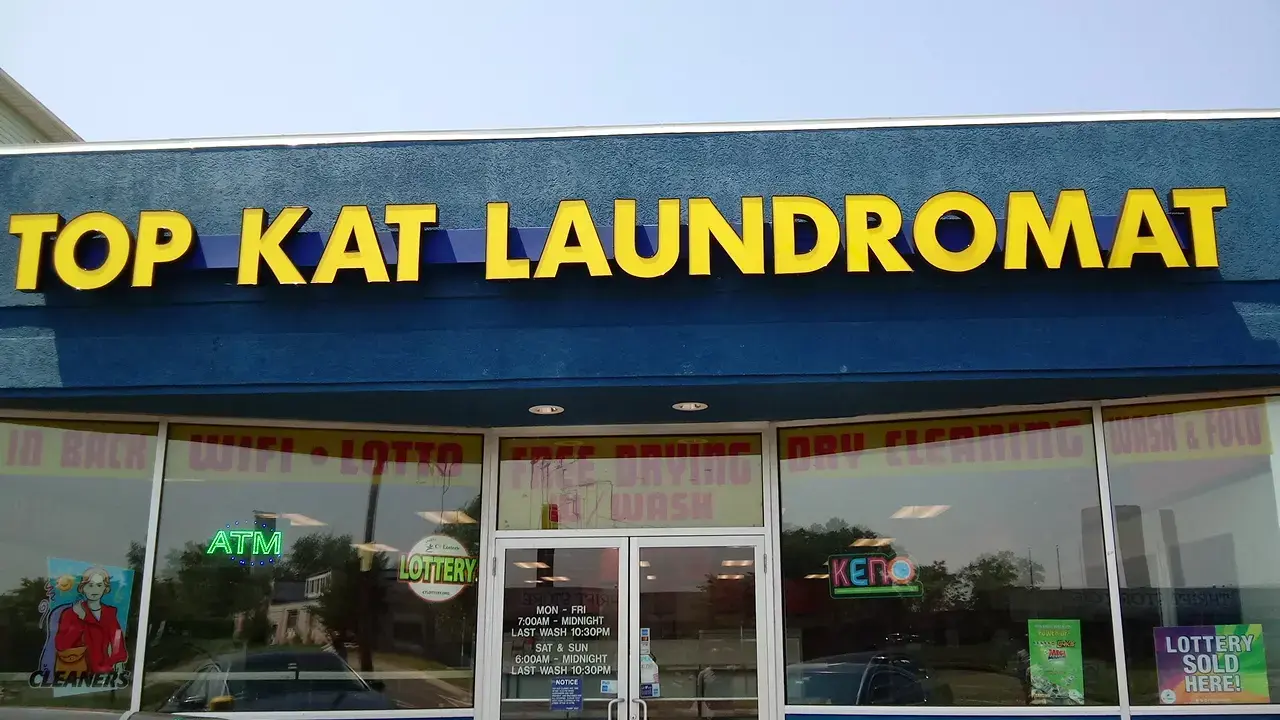 TOP KAT LAUNDROMAT
IN BACK
WIFI • LOTTO
FREE DRYING
W/ WASH
DRY CLEANING
WASH & FOLD
ATM
LOTTERY
KENO
MON - FRI
7:00AM - MIDNIGHT
LAST WASH 10:30PM
SAT & SUN
6:00AM - MIDNIGHT
LAST WASH 10:30PM
NOTICE
CLEANERS
LOTTERY
SOLD
HERE!